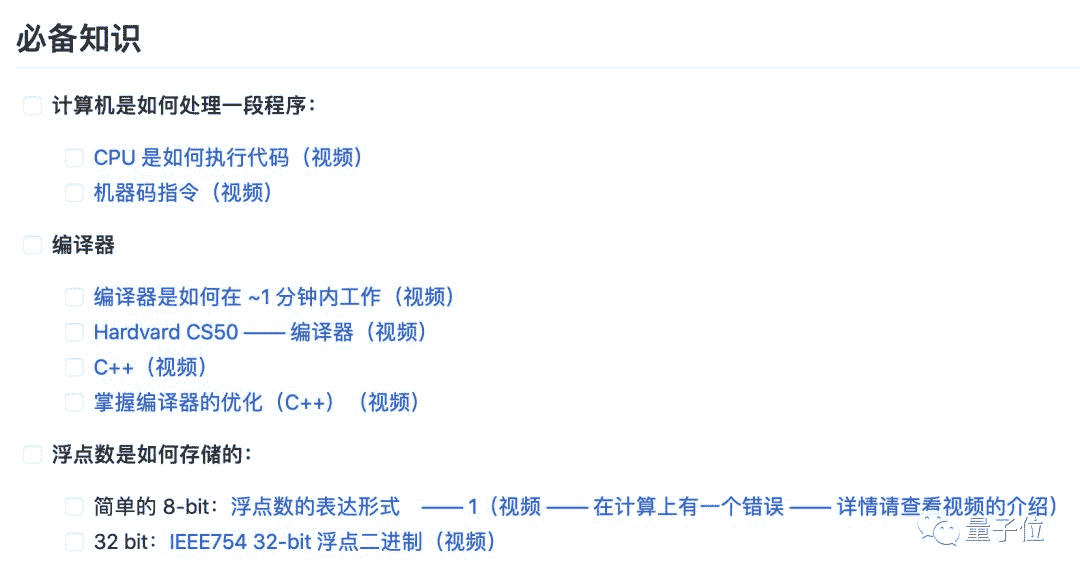 必备知识
计算机是如何处理一段程序：
CPU 是如何执行代码（视频）
机器码指令（视频）
编译器
编译器是如何在 ~1 分钟内工作（视频）
Hardvard CS50 —— 编译器（视频）
C++（视频）
掌握编译器的优化（C++）（视频）
浮点数是如何存储的：
简单的 8-bit：浮点数的表达形式 —— 1（视频 —— 在计算上有一个错误 —— 详情请查看视频的介绍）
32 bit：IEEE754 32-bit 浮点二进制（视频）
量子位